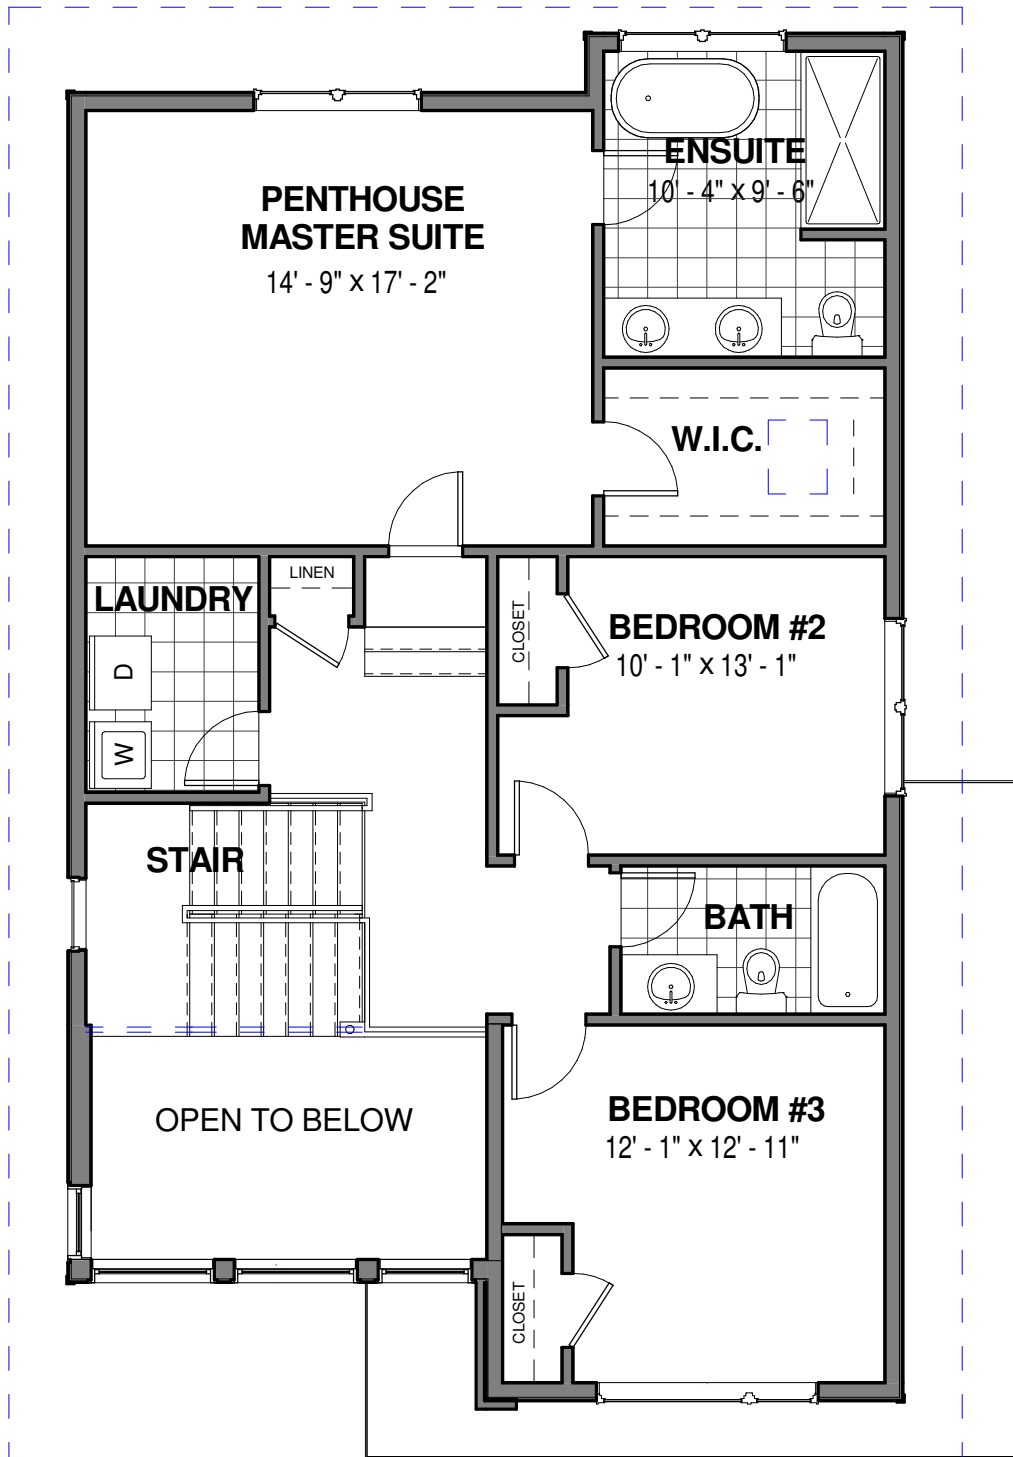 ENSUITE
10' - 4" x 9' - 6"
PENTHOUSE
MASTER SUITE
14' - 9" x 17' - 2"
W.I.C.
LINEN
LAUNDRY
CLOSET
BEDROOM #2
10' - 1" x 13' - 1"
D
W
STAIR
BATH
OPEN TO BELOW
BEDROOM #3
12' - 1" x 12' - 11"
CLOSET